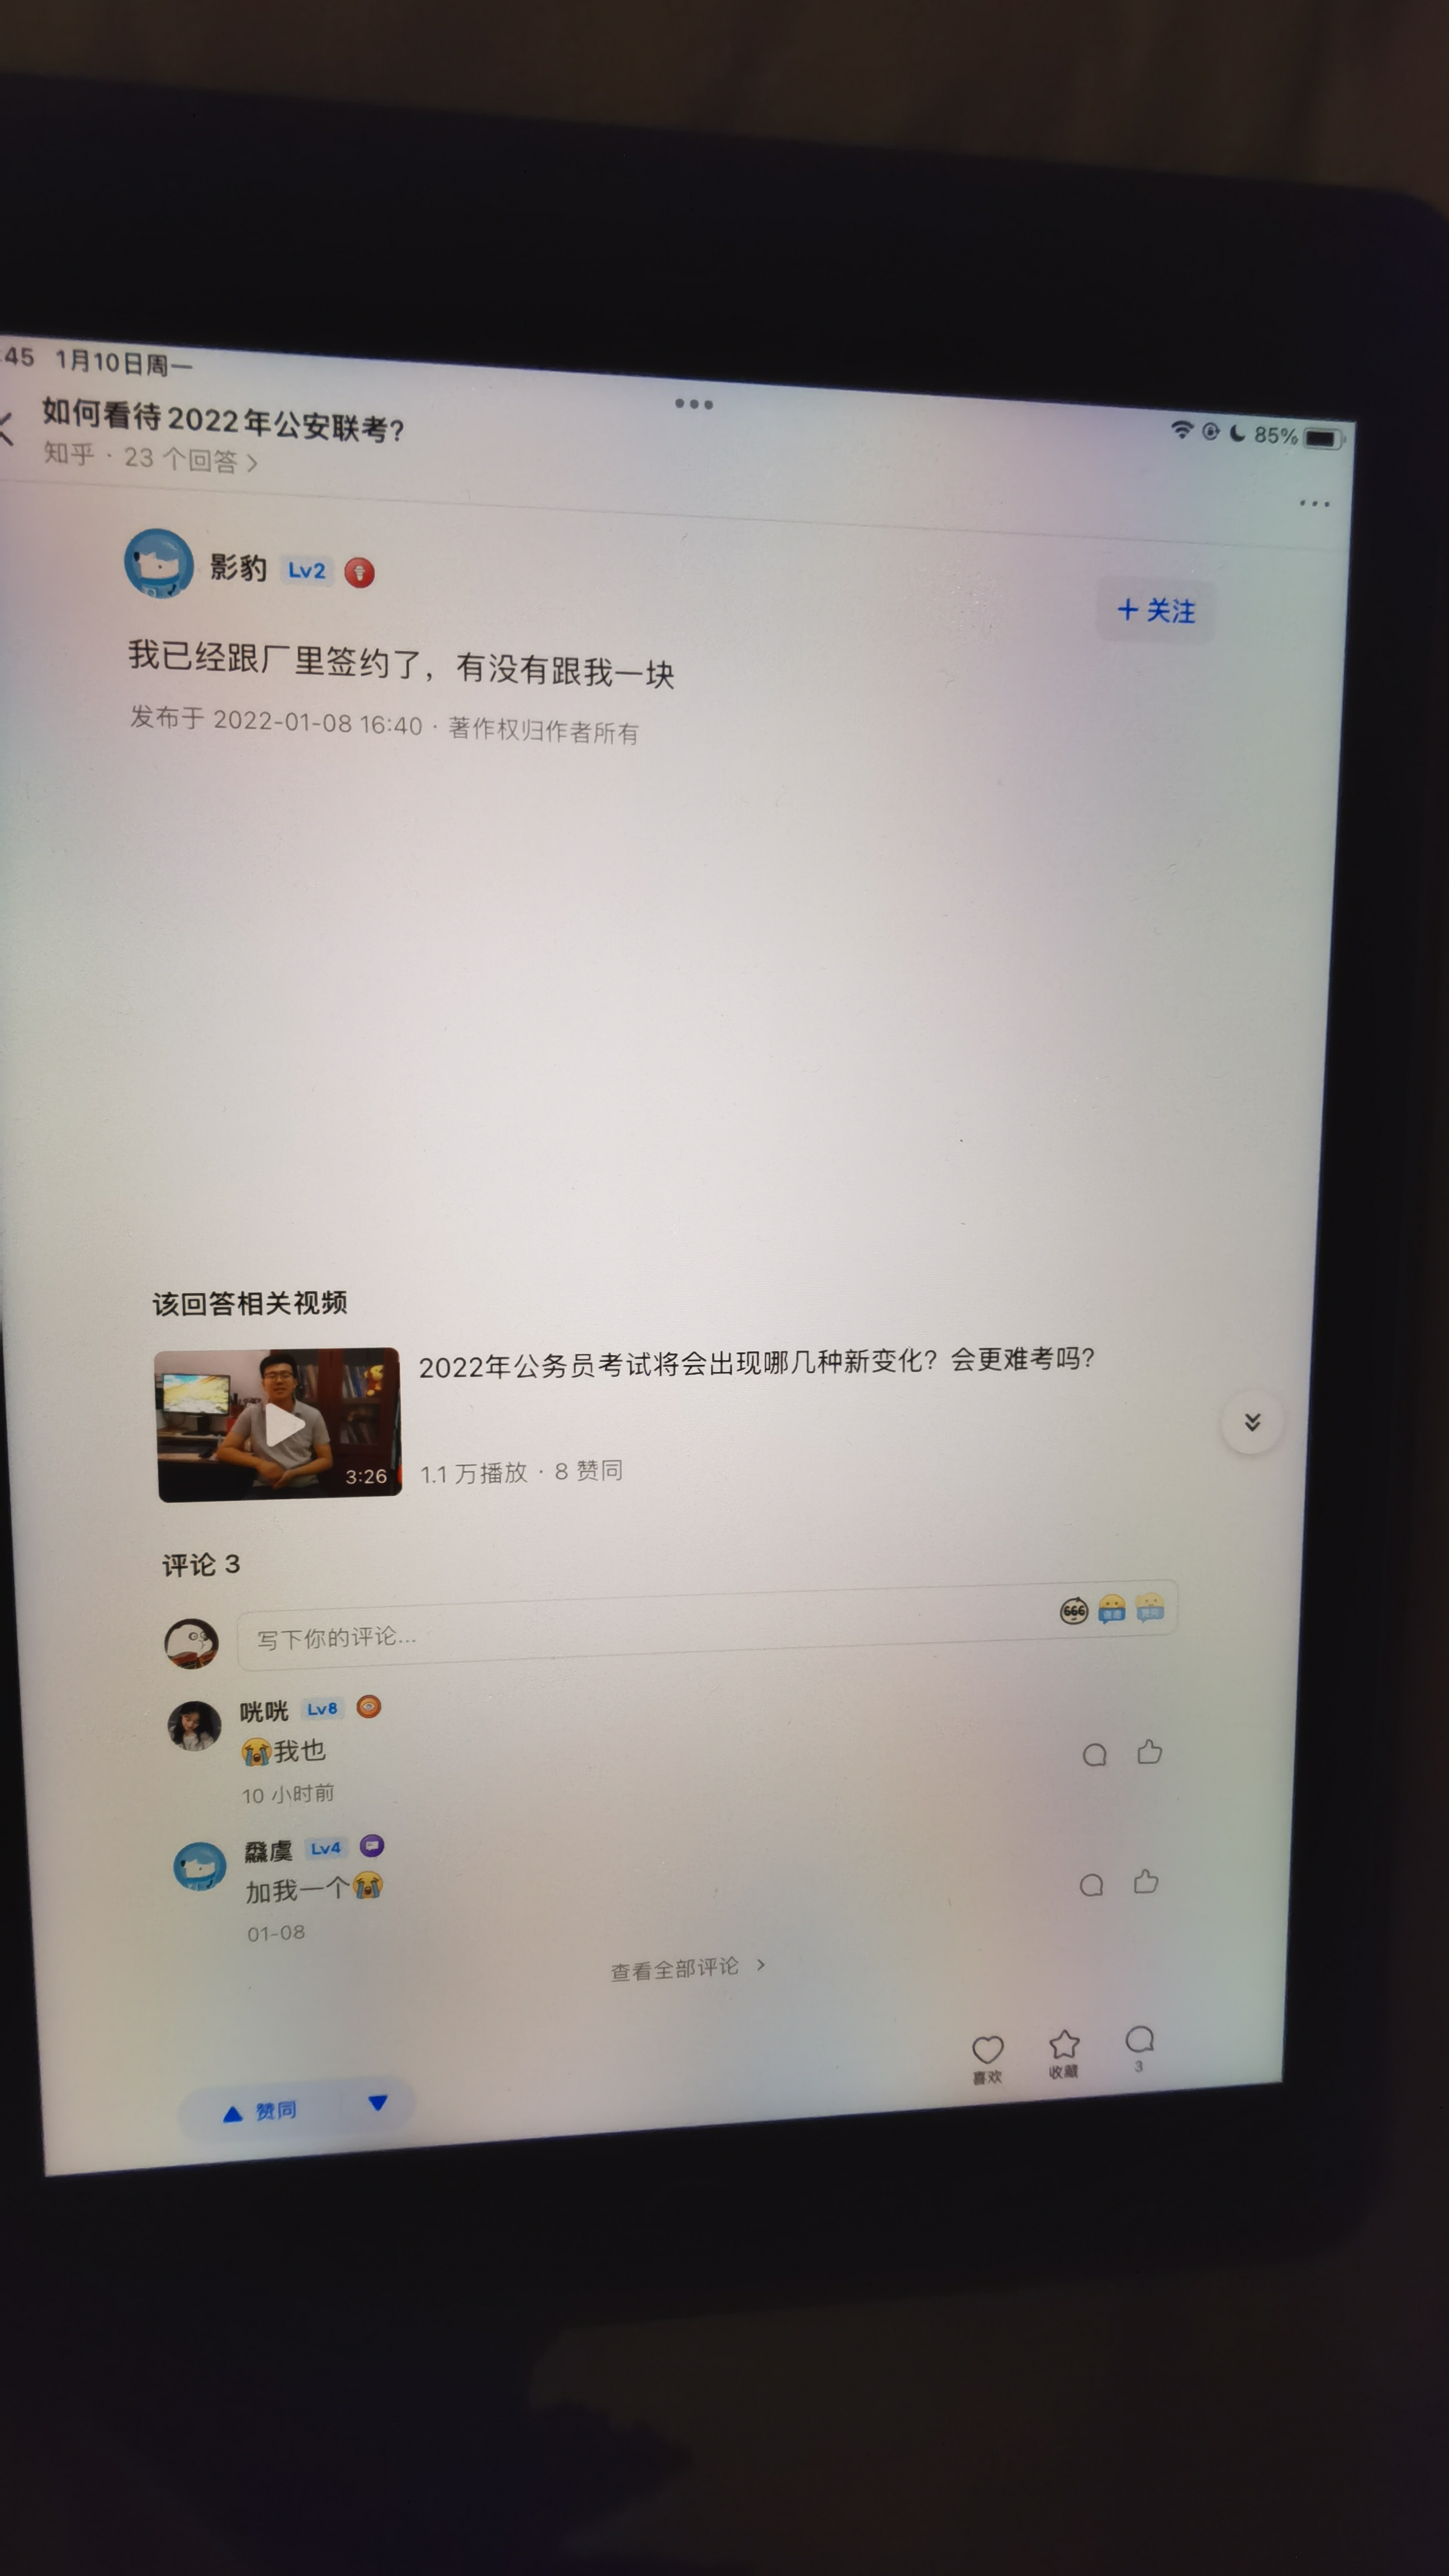 :45 1月10日周一
85%
如何看待2022年公安联考?
知乎 · 23 个回答 >
影豹 Lv2
+ 关注
我已经跟厂里签约了，有没有跟我一块
发布于 2022-01-08 16:40 · 著作权归作者所有
该回答相关视频
2022年公务员考试将会出现哪几种新变化？会更难考吗？
3:26
1.1 万播放 · 8 赞同
评论 3
写下你的评论...
666
咣咣 Lv8
😭我也
10 小时前
飝虞 Lv4
加我一个😭
01-08
查看全部评论 >
赞同
喜欢
收藏
3